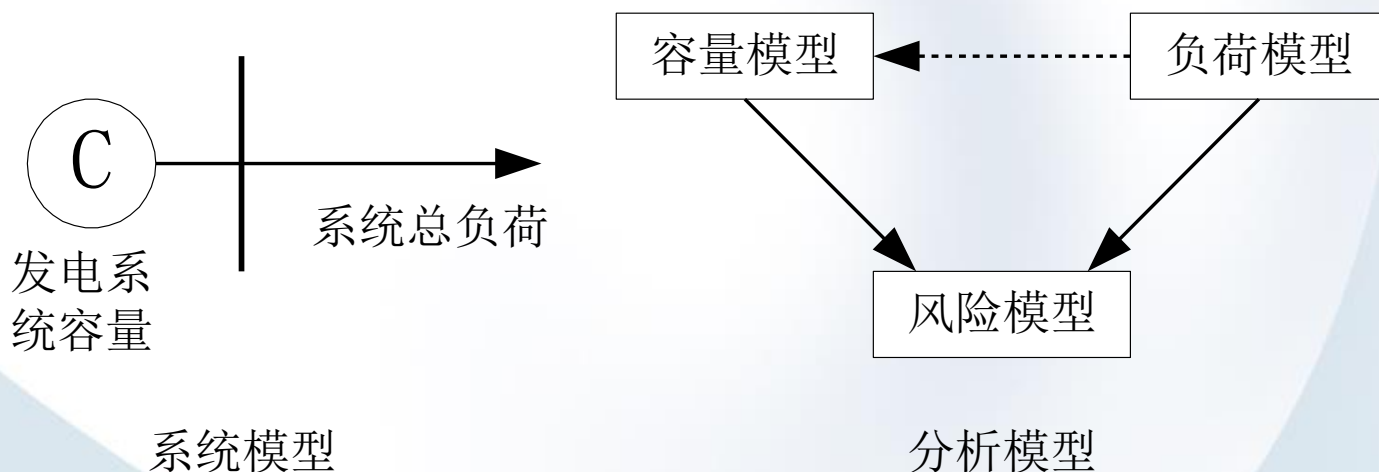 容量模型
负荷模型
C
系统总负荷
发电系
统容量
风险模型
系统模型
分析模型